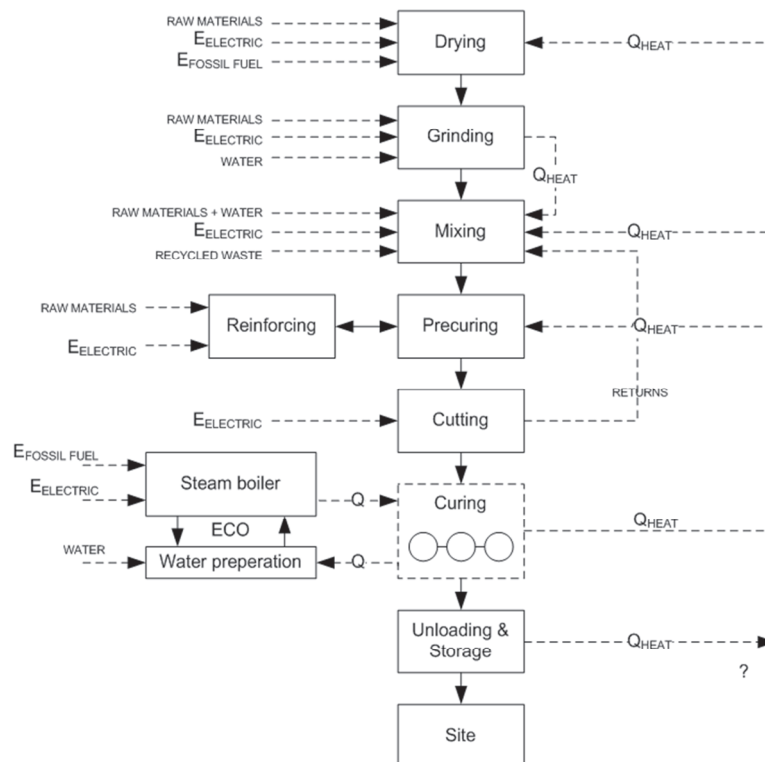 RAW MATERIALS
EELECTRIC
EFOSSIL FUEL
Drying
QHEAT
RAW MATERIALS
EELECTRIC
WATER
Grinding
QHEAT
RAW MATERIALS + WATER
EELECTRIC
RECYCLED WASTE
Mixing
QHEAT
RAW MATERIALS
EELECTRIC
Reinforcing
Precuring
QHEAT
EELECTRIC
Cutting
RETURNS
EFOSSIL FUEL
EELECTRIC
Steam boiler
Q
Curing
ECO
QHEAT
WATER
Water preperation
Q
Unloading &
Storage
QHEAT
?
Site